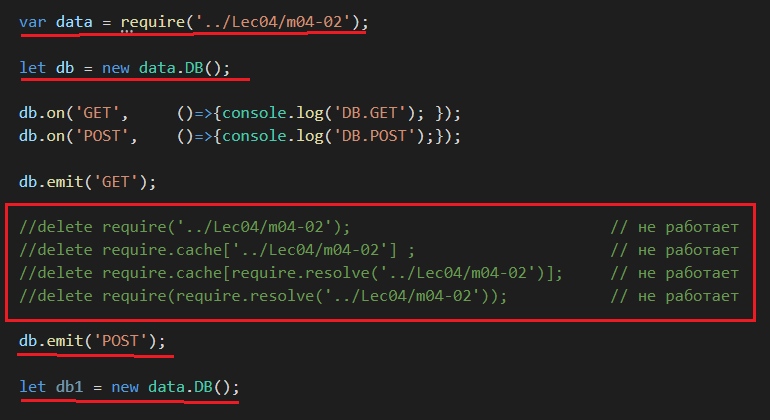 var data = require('../Lec04/m04-02');
let db = new data.DB();
db.on('GET',     ()=>{console.log('DB.GET'); });
db.on('POST',    ()=>{console.log('DB.POST');});
db.emit('GET');
//delete require('../Lec04/m04-02');                           // не работает
//delete require.cache['../Lec04/m04-02'] ;                    // не работает
//delete require.cache[require.resolve('../Lec04/m04-02')];    // не работает
//delete require(require.resolve('../Lec04/m04-02'));          // не работает
db.emit('POST');
let db1 = new data.DB();